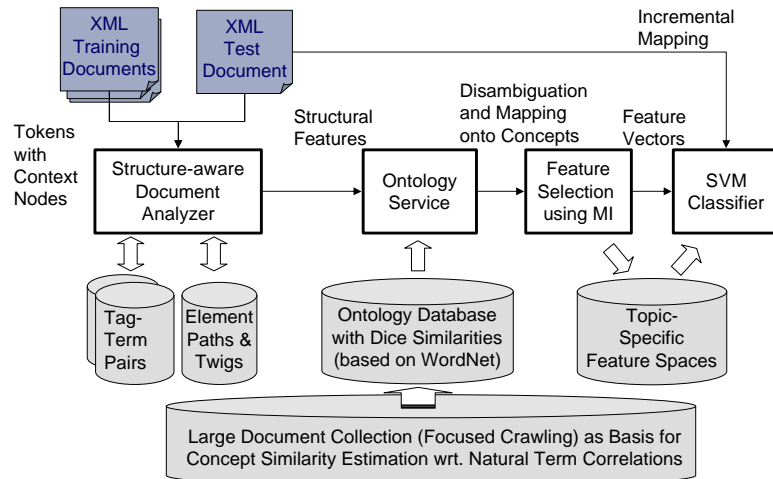 XML
Training
Documents
XML
Test
Document
Incremental
Mapping
Tokens
with
Context
Nodes
Structural
Features
Disambiguation
and Mapping
onto Concepts
Feature
Vectors
Structure-aware
Document
Analyzer
Ontology
Service
Feature
Selection
using MI
SVM
Classifier
Tag-
Term
Pairs
Element
Paths &
Twigs
Ontology Database
with Dice Similarities
(based on WordNet)
Topic-
Specific
Feature Spaces
Large Document Collection (Focused Crawling) as Basis for
Concept Similarity Estimation wrt. Natural Term Correlations